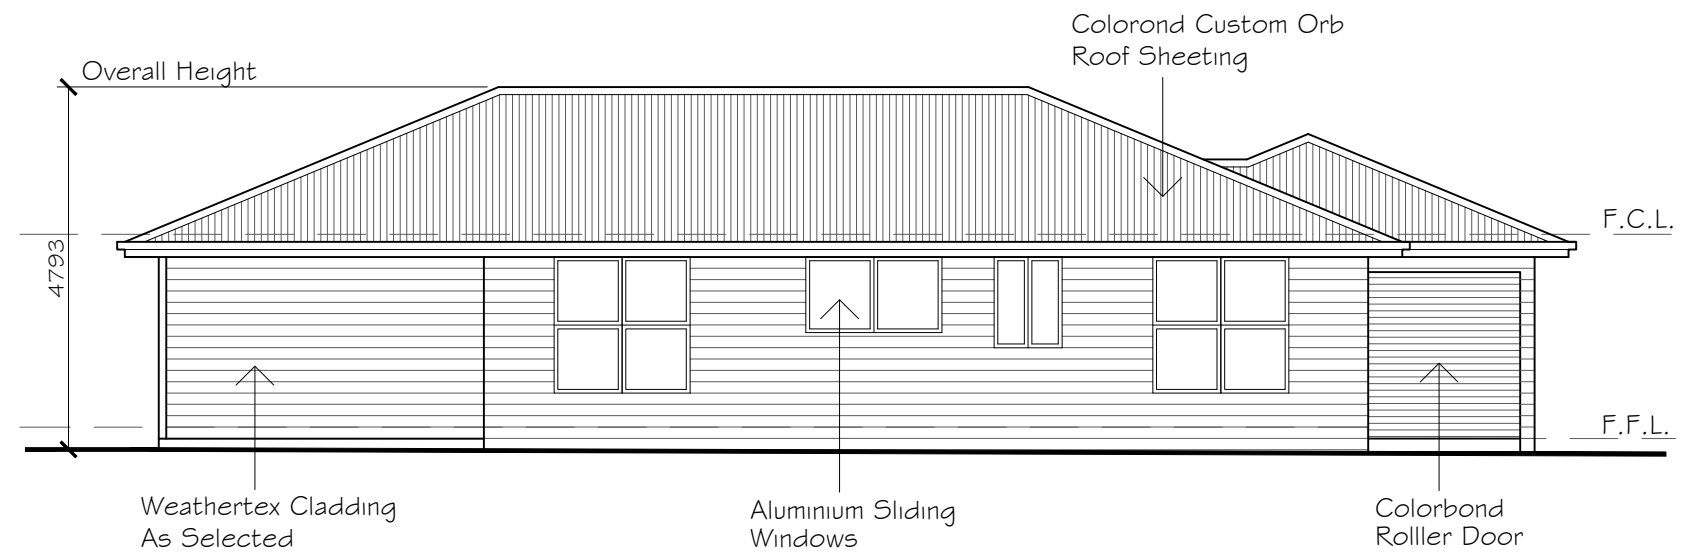 Colorond Custom Orb
Roof Sheeting
Overall Height
F.C.L.
4793
F.F.L.
Weathertex Cladding
As Selected
Aluminium Sliding
Windows
Colorbond
Rolller Door